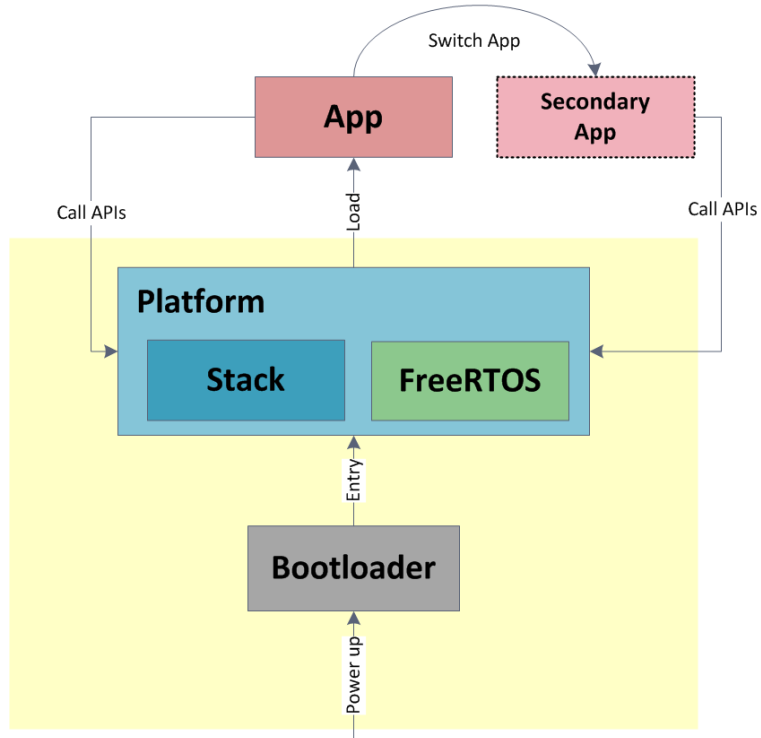 Switch App
App
Secondary
App
Call APIs
Load
Call APIs
Platform
Stack
FreeRTOS
Entry
Bootloader
Power up